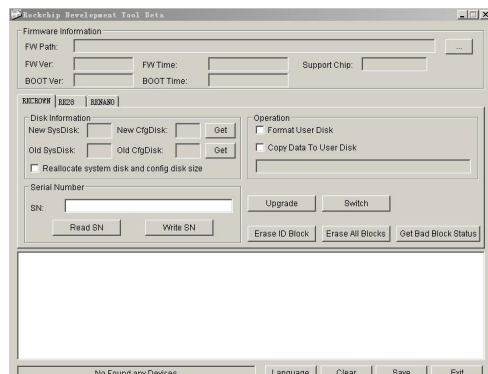 Rockchip Development Tool Beta
Firmware Information
FW Path:
...
FW Ver:
FW Time:
Support Chip:
BOOT Ver:
BOOT Time:
RKCROWN
RK28
RKNANO
Disk Information
New SysDisk:
New CfgDisk:
Get
Old SysDisk:
Old CfgDisk:
Get
Reallocate system disk and config disk size
Operation
Format User Disk
Copy Data To User Disk
Serial Number
SN:
Read SN
Write SN
Upgrade
Switch
Erase ID Block
Erase All Blocks
Get Bad Block Status
No Found any Devices
Language
Clear
Save
Exit